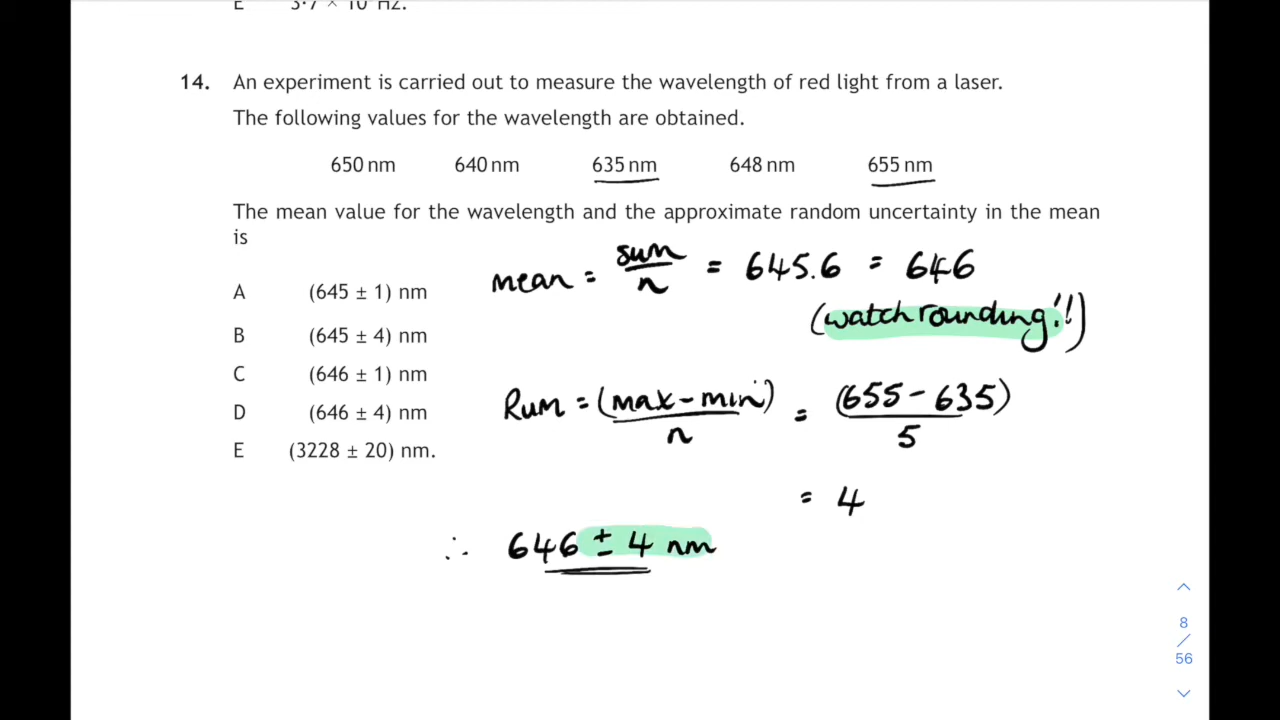 E 3·7 × 10 Hz.
14. An experiment is carried out to measure the wavelength of red light from a laser.
The following values for the wavelength are obtained.
650 nm 640 nm 635 nm 648 nm 655 nm
The mean value for the wavelength and the approximate random uncertainty in the mean
is
mean = sum/n = 645.6 = 646
(watch rounding!!)
A (645 ± 1) nm
B (645 ± 4) nm
C (646 ± 1) nm
D (646 ± 4) nm
E (3228 ± 20) nm.
Rum = (max - min)/n = (655 - 635)/5
= 4
∴ 646 ± 4 nm
8
/
56